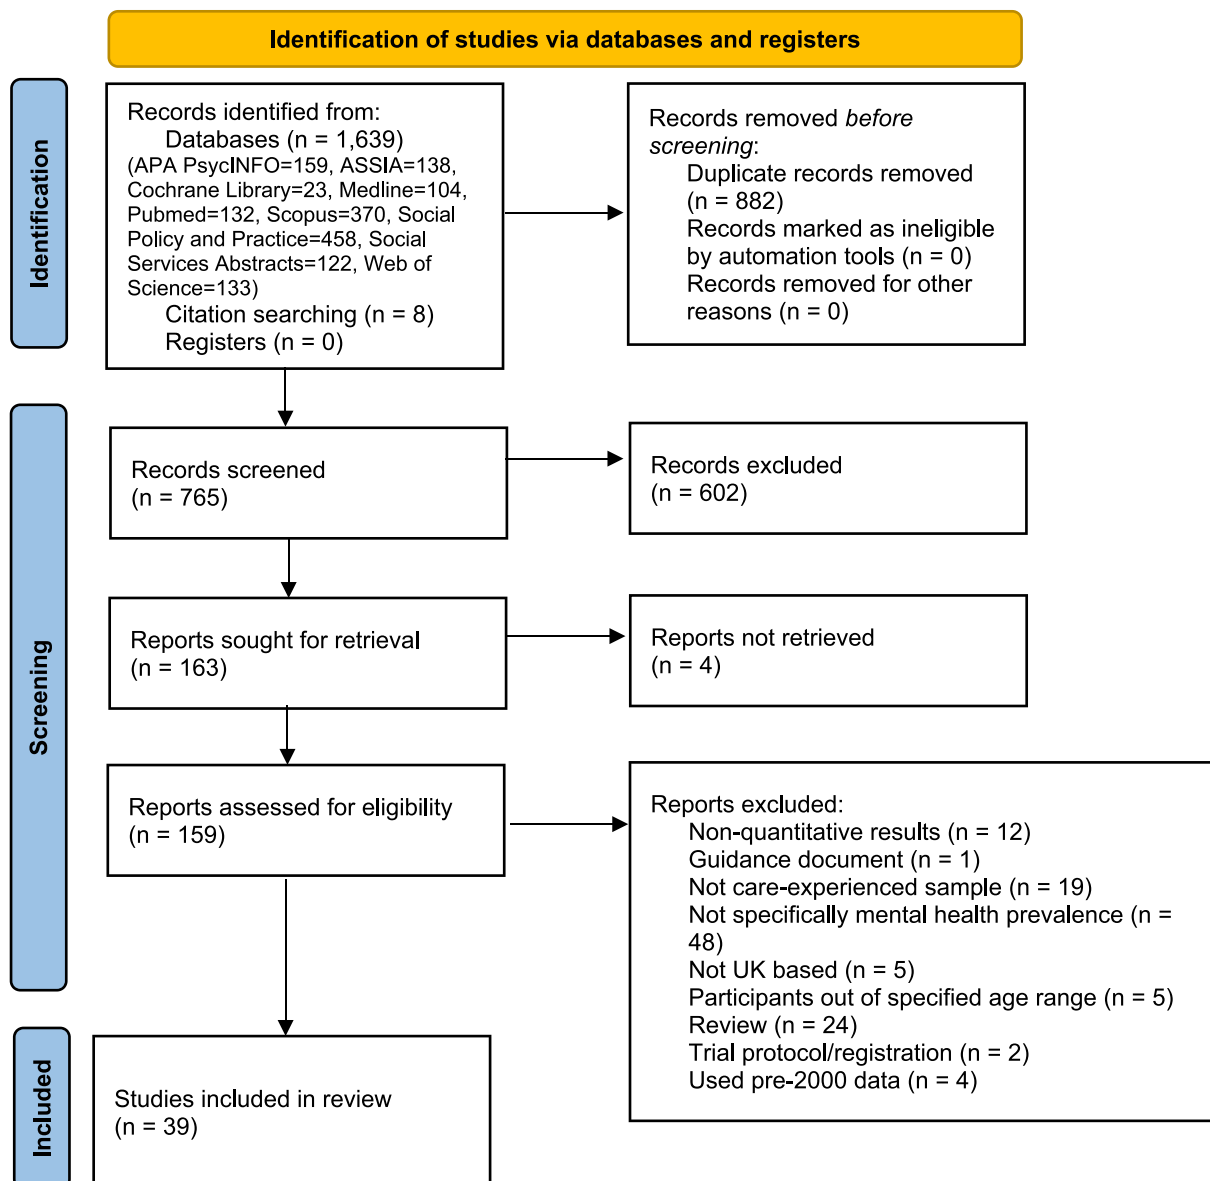 Identification of studies via databases and registers
Identification
Records identified from:
Databases (n = 1,639)
(APA PsycINFO=159, ASSIA=138,
Cochrane Library=23, Medline=104,
Pubmed=132, Scopus=370, Social
Policy and Practice=458, Social
Services Abstracts=122, Web of
Science=133)
Citation searching (n = 8)
Registers (n = 0)
Records removed before
screening:
Duplicate records removed
(n = 882)
Records marked as ineligible
by automation tools (n = 0)
Records removed for other
reasons (n = 0)
Screening
Records screened
(n = 765)
Records excluded
(n = 602)
Reports sought for retrieval
(n = 163)
Reports not retrieved
(n = 4)
Reports assessed for eligibility
(n = 159)
Reports excluded:
Non-quantitative results (n = 12)
Guidance document (n = 1)
Not care-experienced sample (n = 19)
Not specifically mental health prevalence (n =
48)
Not UK based (n = 5)
Participants out of specified age range (n = 5)
Review (n = 24)
Trial protocol/registration (n = 2)
Used pre-2000 data (n = 4)
Included
Studies included in review
(n = 39)